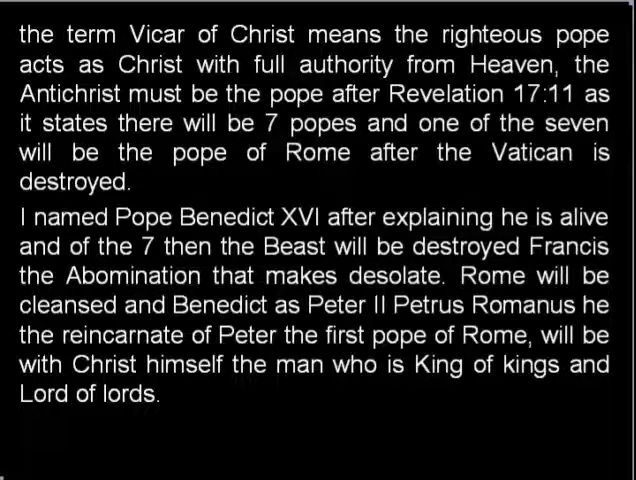 the term Vicar of Christ means the righteous pope
acts as Christ with full authority from Heaven, the
Antichrist must be the pope after Revelation 17:11 as
it states there will be 7 popes and one of the seven
will be the pope of Rome after the Vatican is
destroyed.
I named Pope Benedict XVI after explaining he is alive
and of the 7 then the Beast will be destroyed Francis
the Abomination that makes desolate. Rome will be
cleansed and Benedict as Peter II Petrus Romanus he
the reincarnate of Peter the first pope of Rome, will be
with Christ himself the man who is King of kings and
Lord of lords.